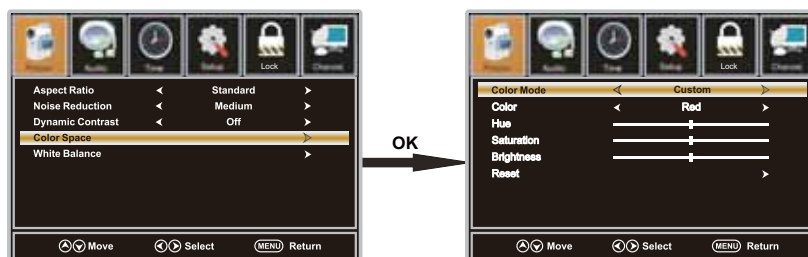 Lock
Aspect Ratio Standard
Noise Reduction Medium
Dynamic Contrast Off
Color Space
White Balance
Move Select MENU Return
OK
Lock
Color Mode Custom
Color Red
Hue
Saturation
Brightness
Reset
Move Select MENU Return